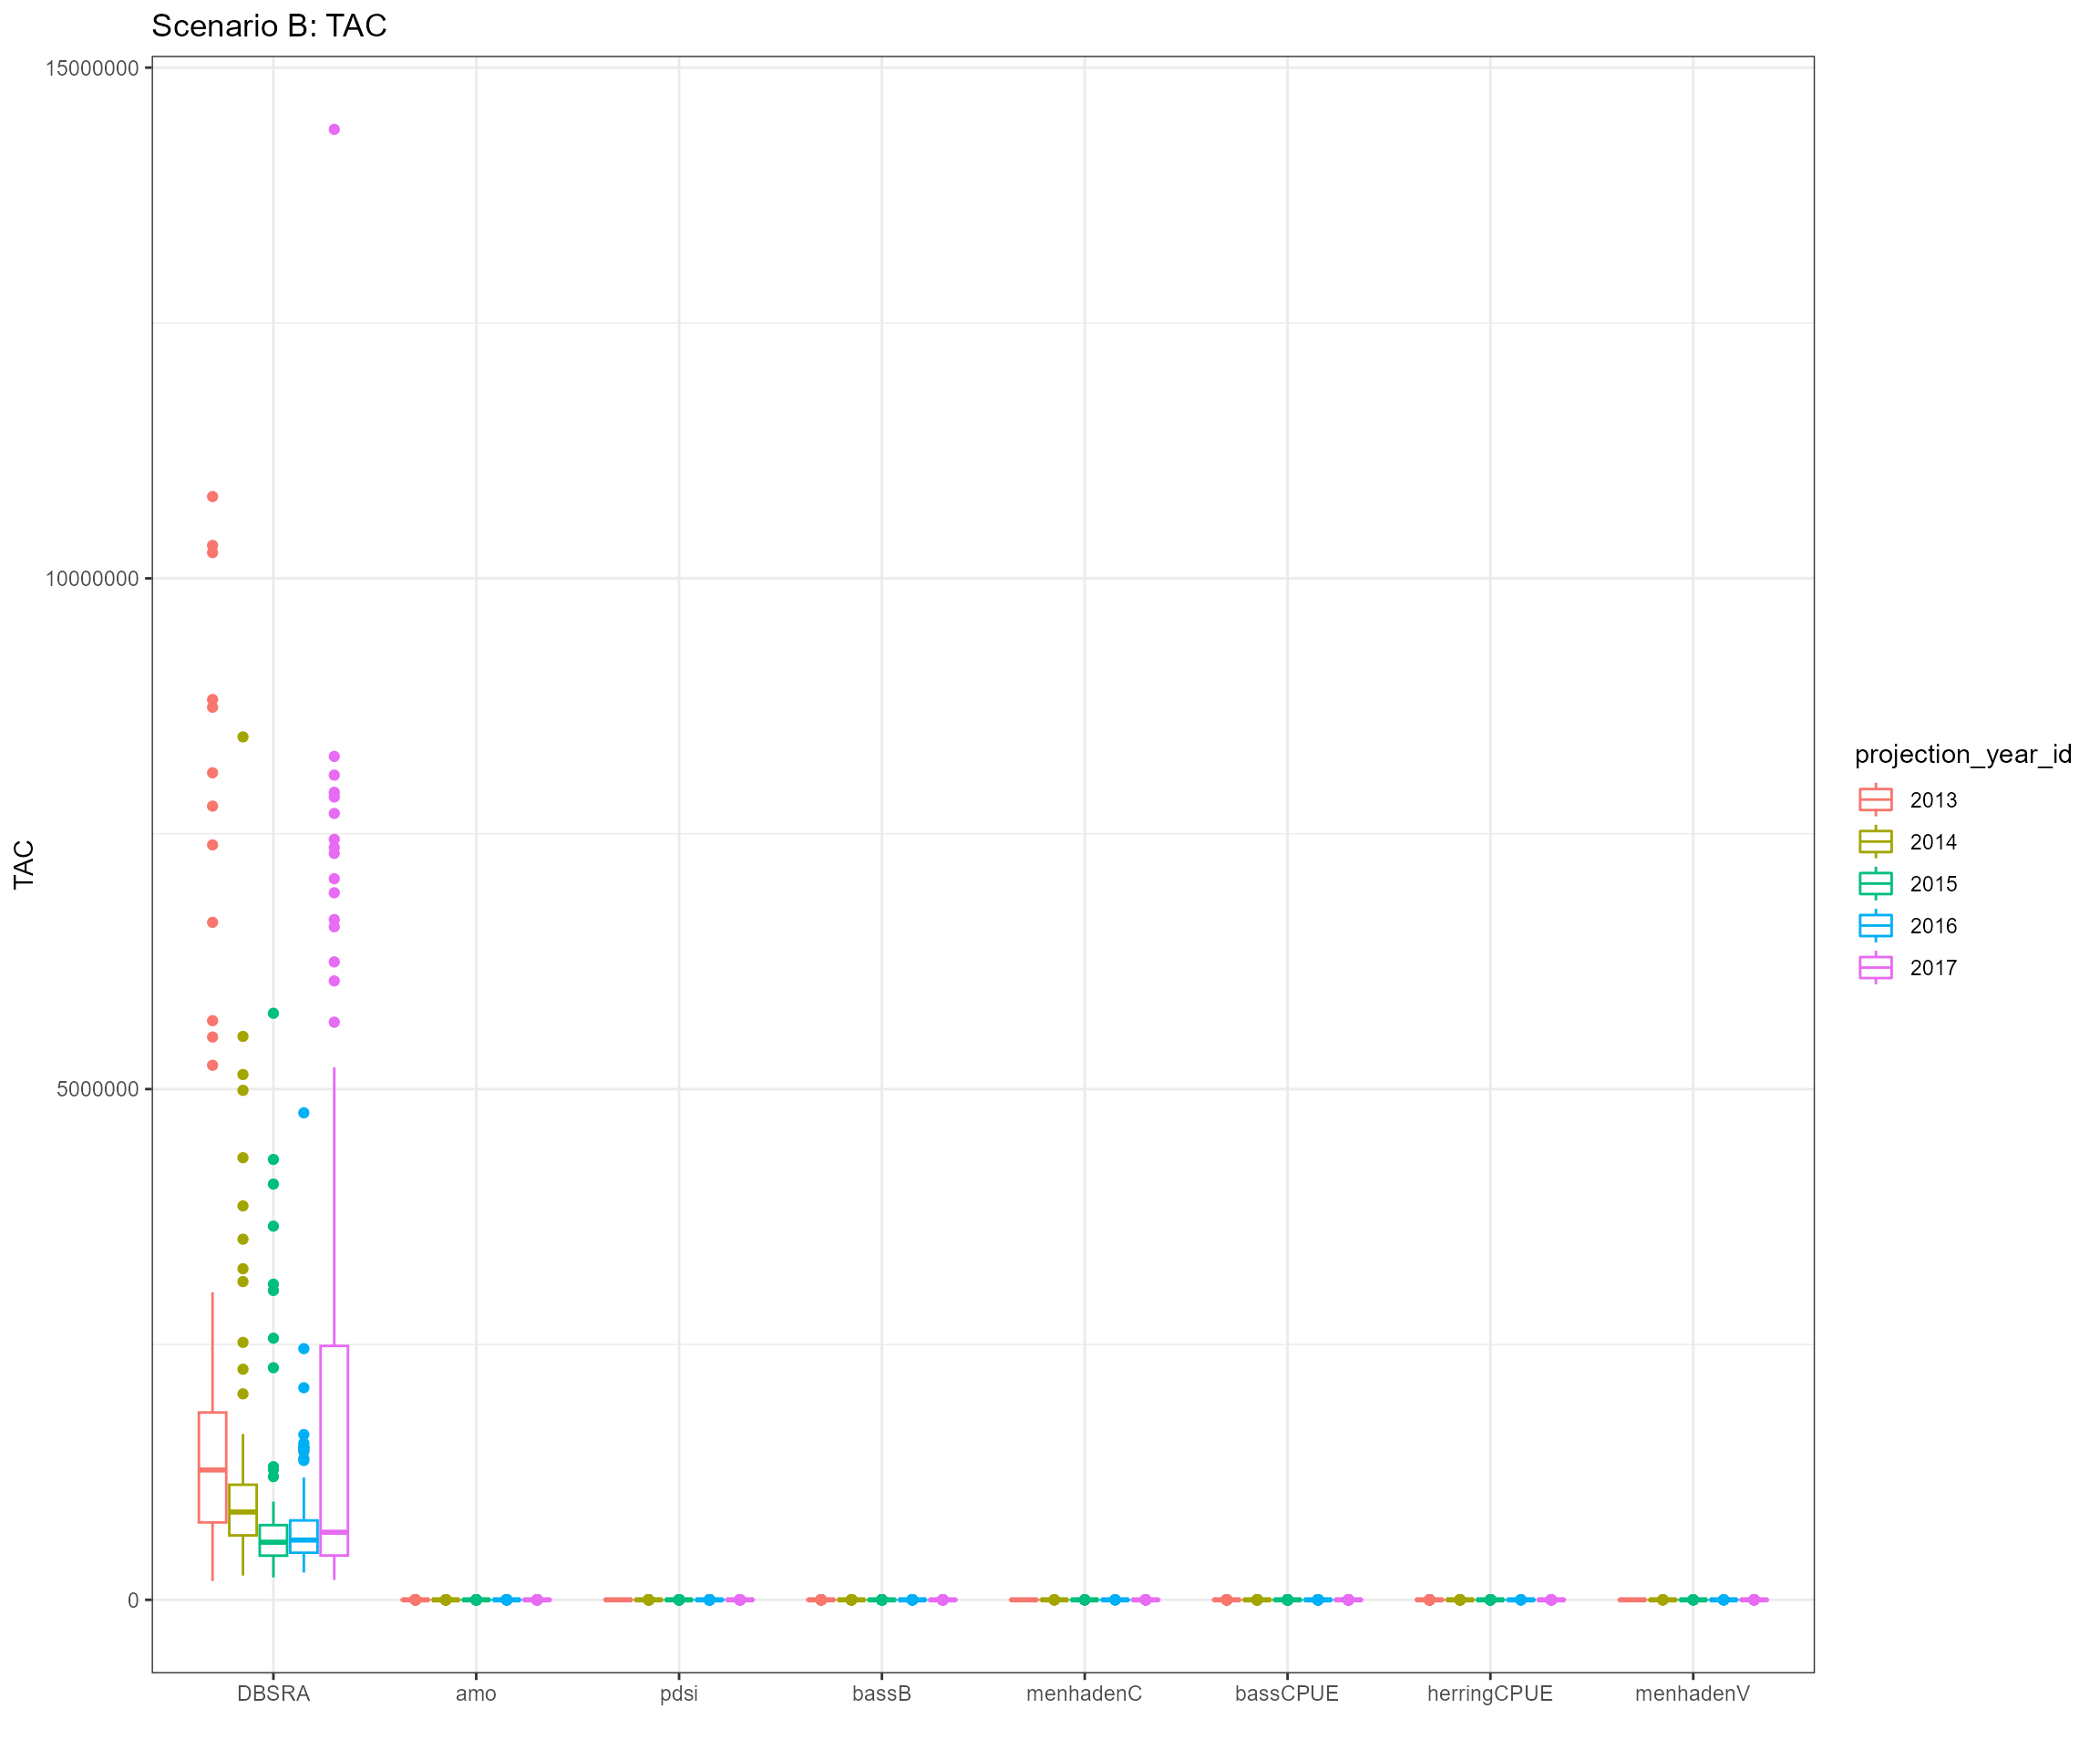 Scenario B: TAC
15000000
10000000
5000000
0
TAC
DBSRA
amo
pdsi
bassB
menhadenC
bassCPUE
herringCPUE
menhadenV
projection_year_id
2013
2014
2015
2016
2017